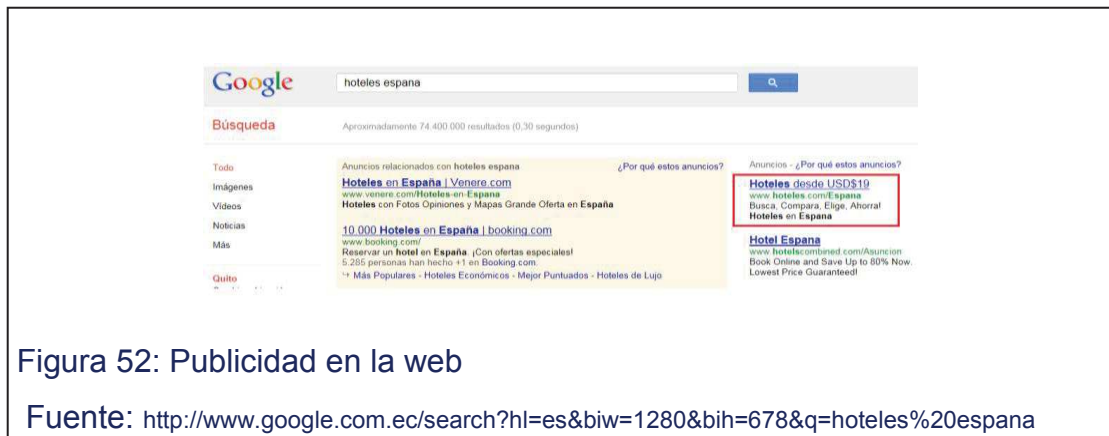 Google
hoteles espana
Búsqueda
Aproximadamente 74.400 000 resultados (0,30 segundos)
Todo
Imágenes
Vídeos
Noticias
Más
Quito
Anuncios relacionados con hoteles espana
¿Por qué estos anuncios?
Hoteles en España | Venere.com
www.venere.com/Hoteles-en-Espana
Hoteles con Fotos Opiniones y Mapas Grande Oferta en España
10.000 Hoteles en España | booking.com
www.booking.com/
Reservar un hotel en España. ¡Con ofertas especiales!
5.285 personas han hecho +1 en Booking.com.
Más Populares - Hoteles Económicos - Mejor Puntuados - Hoteles de Lujo
Anuncios - ¿Por qué estos anuncios?
Hoteles desde USD$19
www.hoteles.com/Espana
Busca, Compara, Elige, Ahorra!
Hoteles en Espana
Hotel Espana
www.hotelscombined.com/Asuncion
Book Online and Save Up to 80% Now.
Lowest Price Guaranteed!
Figura 52: Publicidad en la web
Fuente: http://www.google.com.ec/search?hl=es&biw=1280&bih=678&q=hoteles%20espana